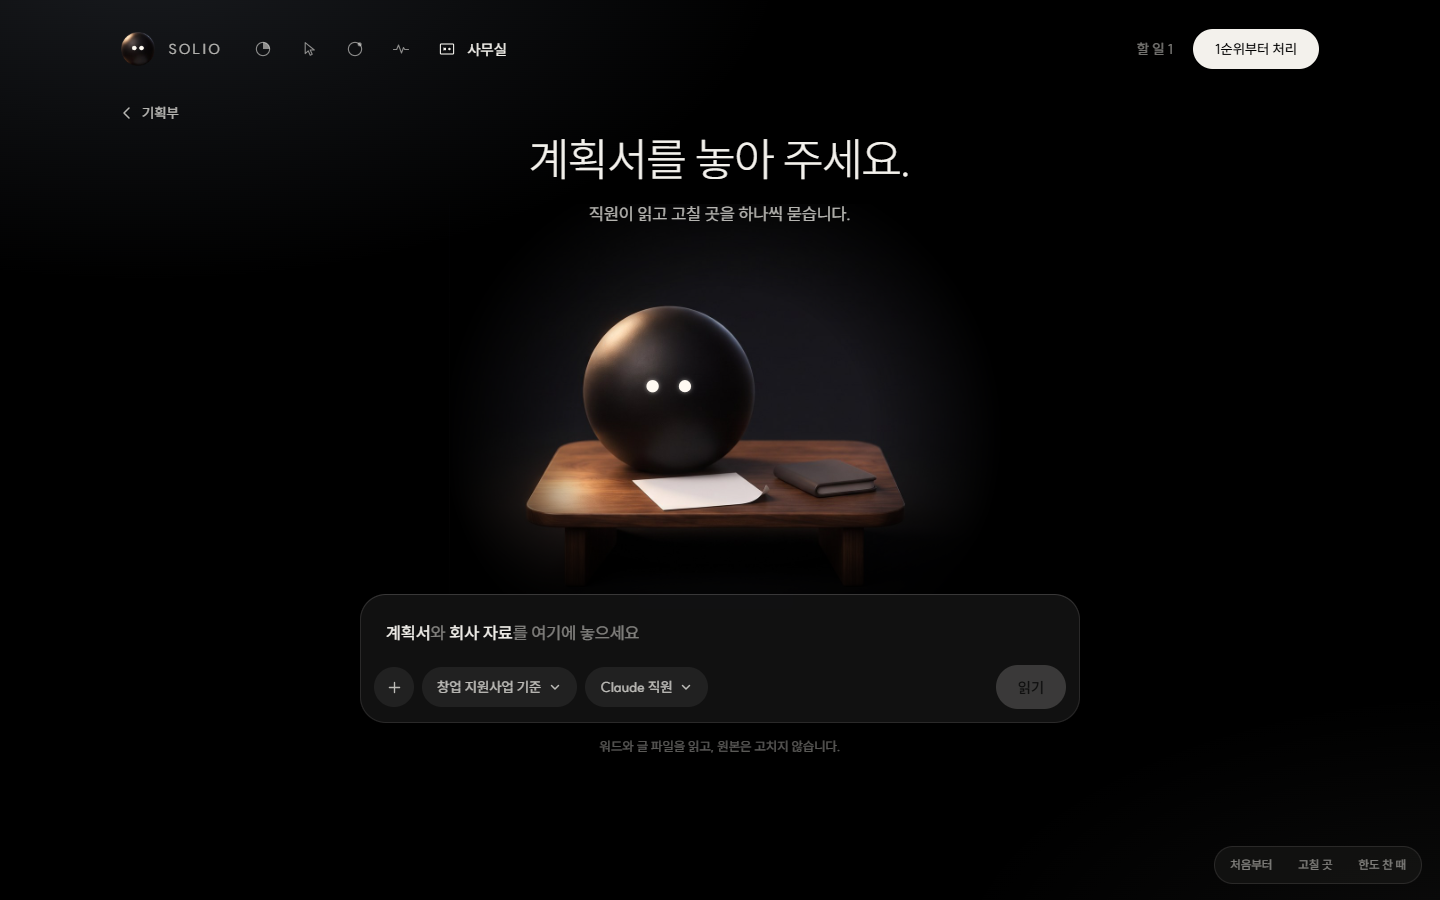 SOLIO
사무실
할 일 1
1순위부터 처리
기획부
계획서를 놓아 주세요.
직원이 읽고 고칠 곳을 하나씩 묻습니다.
계획서와 회사 자료를 여기에 놓으세요
창업 지원사업 기준
Claude 직원
읽기
워드와 글 파일을 읽고, 원본은 고치지 않습니다.
처음부터
고칠 곳
한도 찬 때